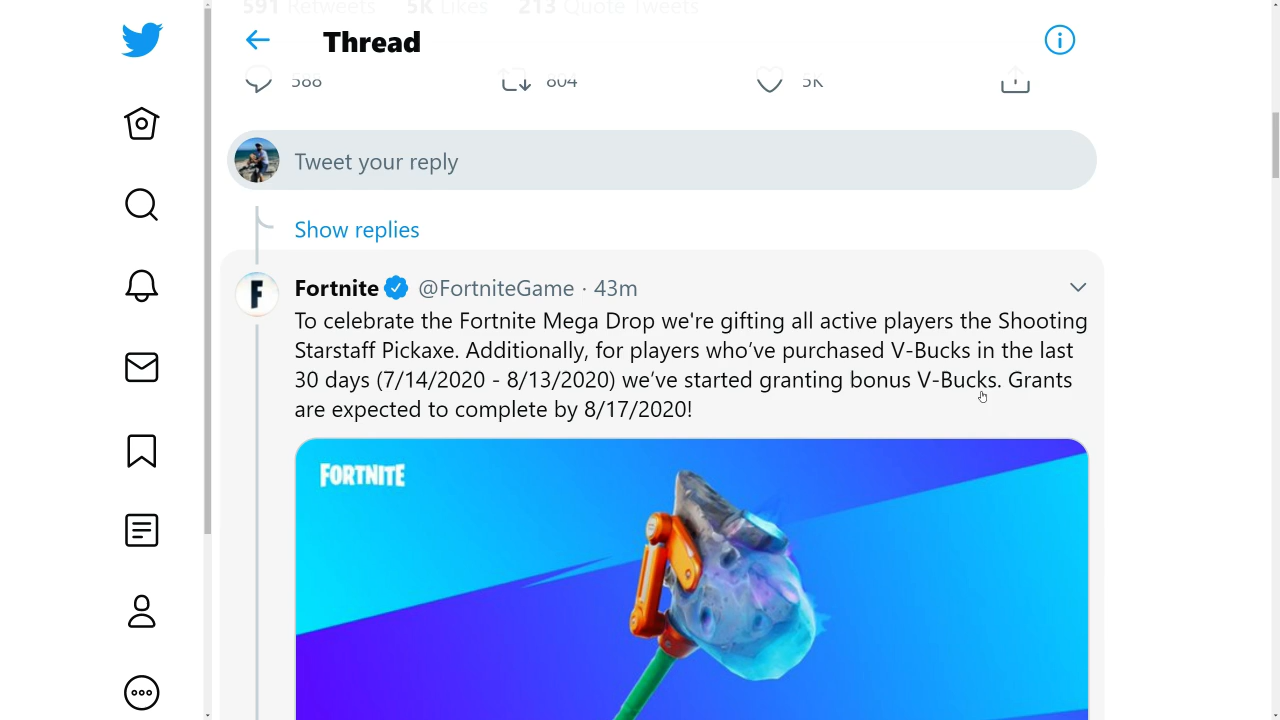 591 Retweets 5K Likes 213 Quote Tweets
Thread
588 804 5K
Tweet your reply
Show replies
Fortnite @FortniteGame · 43m
To celebrate the Fortnite Mega Drop we're gifting all active players the Shooting
Starstaff Pickaxe. Additionally, for players who've purchased V-Bucks in the last
30 days (7/14/2020 - 8/13/2020) we've started granting bonus V-Bucks. Grants
are expected to complete by 8/17/2020!
FORTNITE